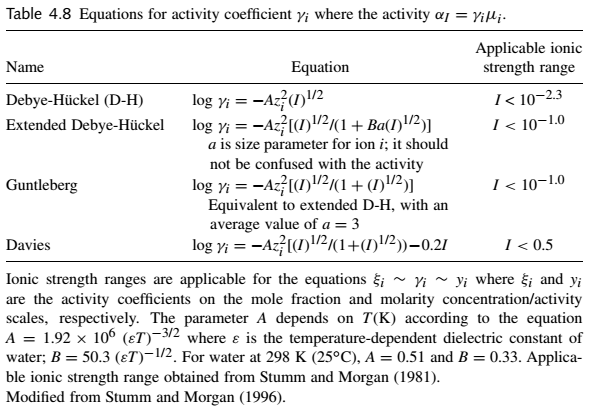 Table 4.8 Equations for activity coefficient γᵢ where the activity α_I = γᵢμᵢ.
Applicable ionic
Name Equation strength range
Debye-Hückel (D-H) log γᵢ = −Azᵢ²(I)^1/2 I < 10^−2.3
Extended Debye-Hückel log γᵢ = −Azᵢ²[(I)^1/2/(1 + Ba(I)^1/2)] I < 10^−1.0
a is size parameter for ion i; it should
not be confused with the activity
Guntleberg log γᵢ = −Azᵢ²[(I)^1/2/(1 + (I)^1/2)] I < 10^−1.0
Equivalent to extended D-H, with an
average value of a = 3
Davies log γᵢ = −Azᵢ²[(I)^1/2/(1+(I)^1/2))−0.2I I < 0.5
Ionic strength ranges are applicable for the equations ξᵢ ∼ γᵢ ∼ yᵢ where ξᵢ and yᵢ
are the activity coefficients on the mole fraction and molarity concentration/activity
scales, respectively. The parameter A depends on T(K) according to the equation
A = 1.92 × 10^6 (εT)^−3/2 where ε is the temperature-dependent dielectric constant of
water; B = 50.3 (εT)^−1/2. For water at 298 K (25°C), A = 0.51 and B = 0.33. Applica-
ble ionic strength range obtained from Stumm and Morgan (1981).
Modified from Stumm and Morgan (1996).